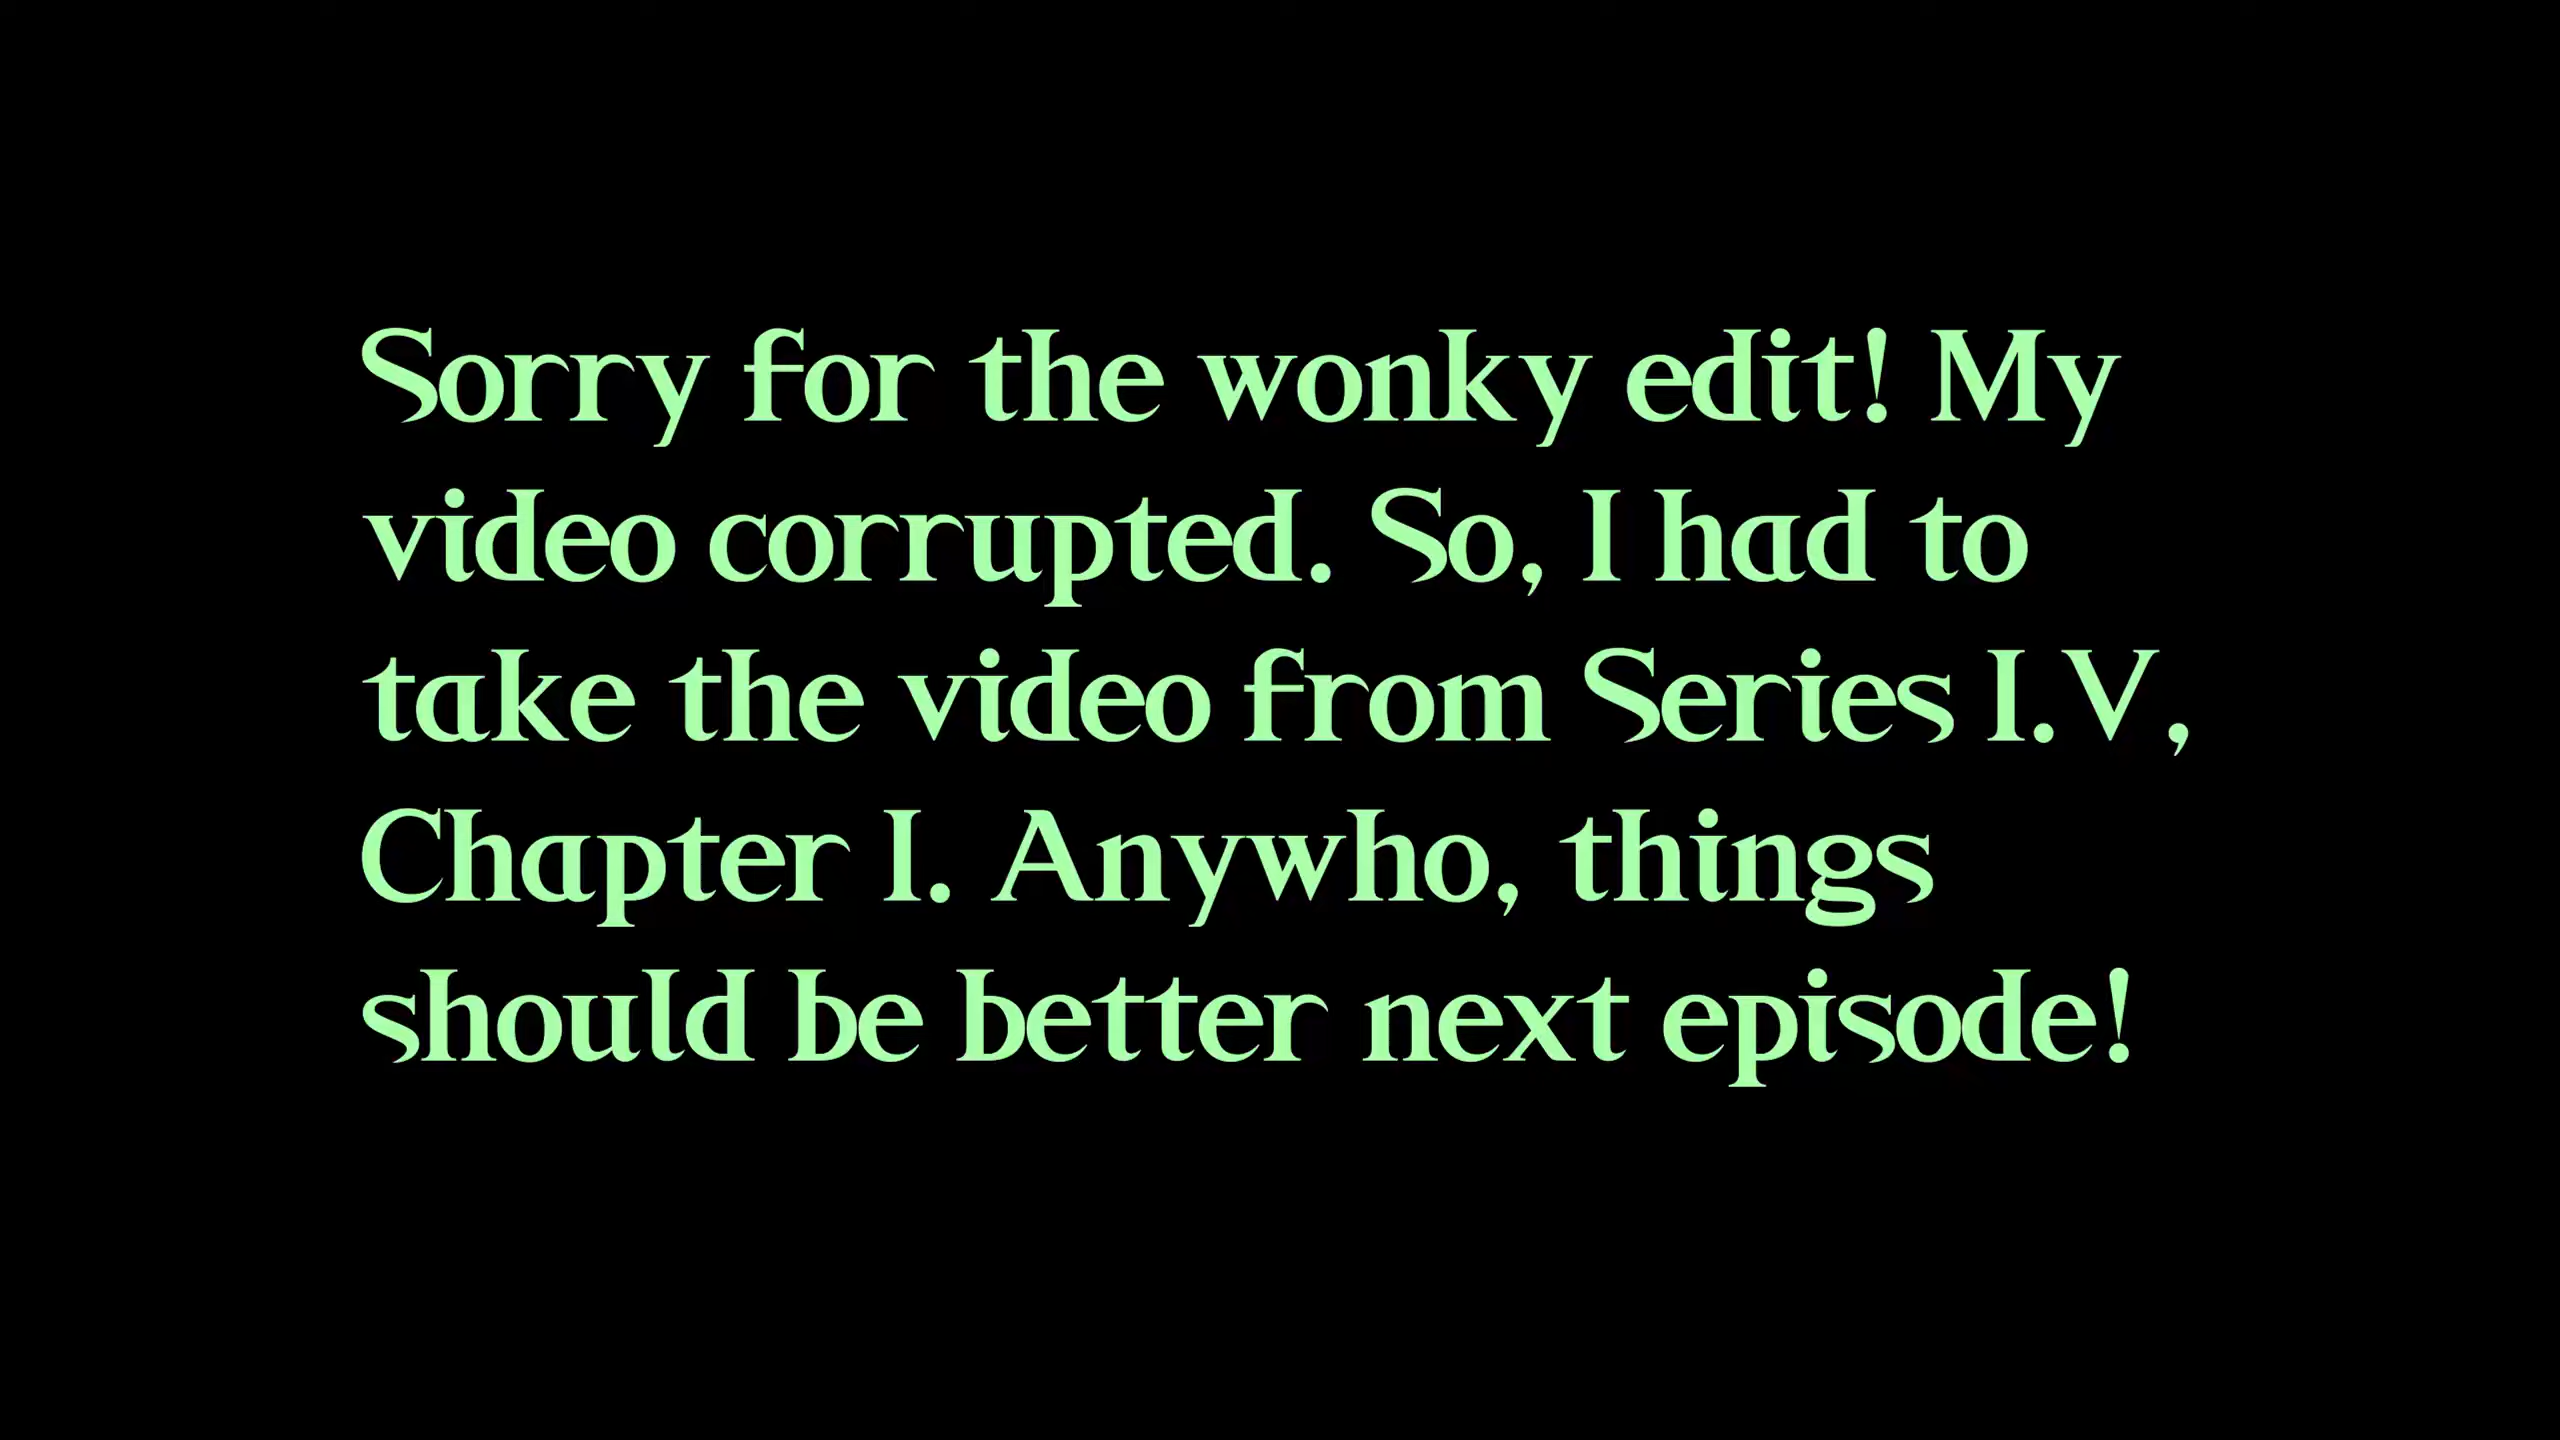 Sorry for the wonky edit! My
video corrupted. So, I had to
take the video from Series I.V,
Chapter I. Anywho, things
should be better next episode!